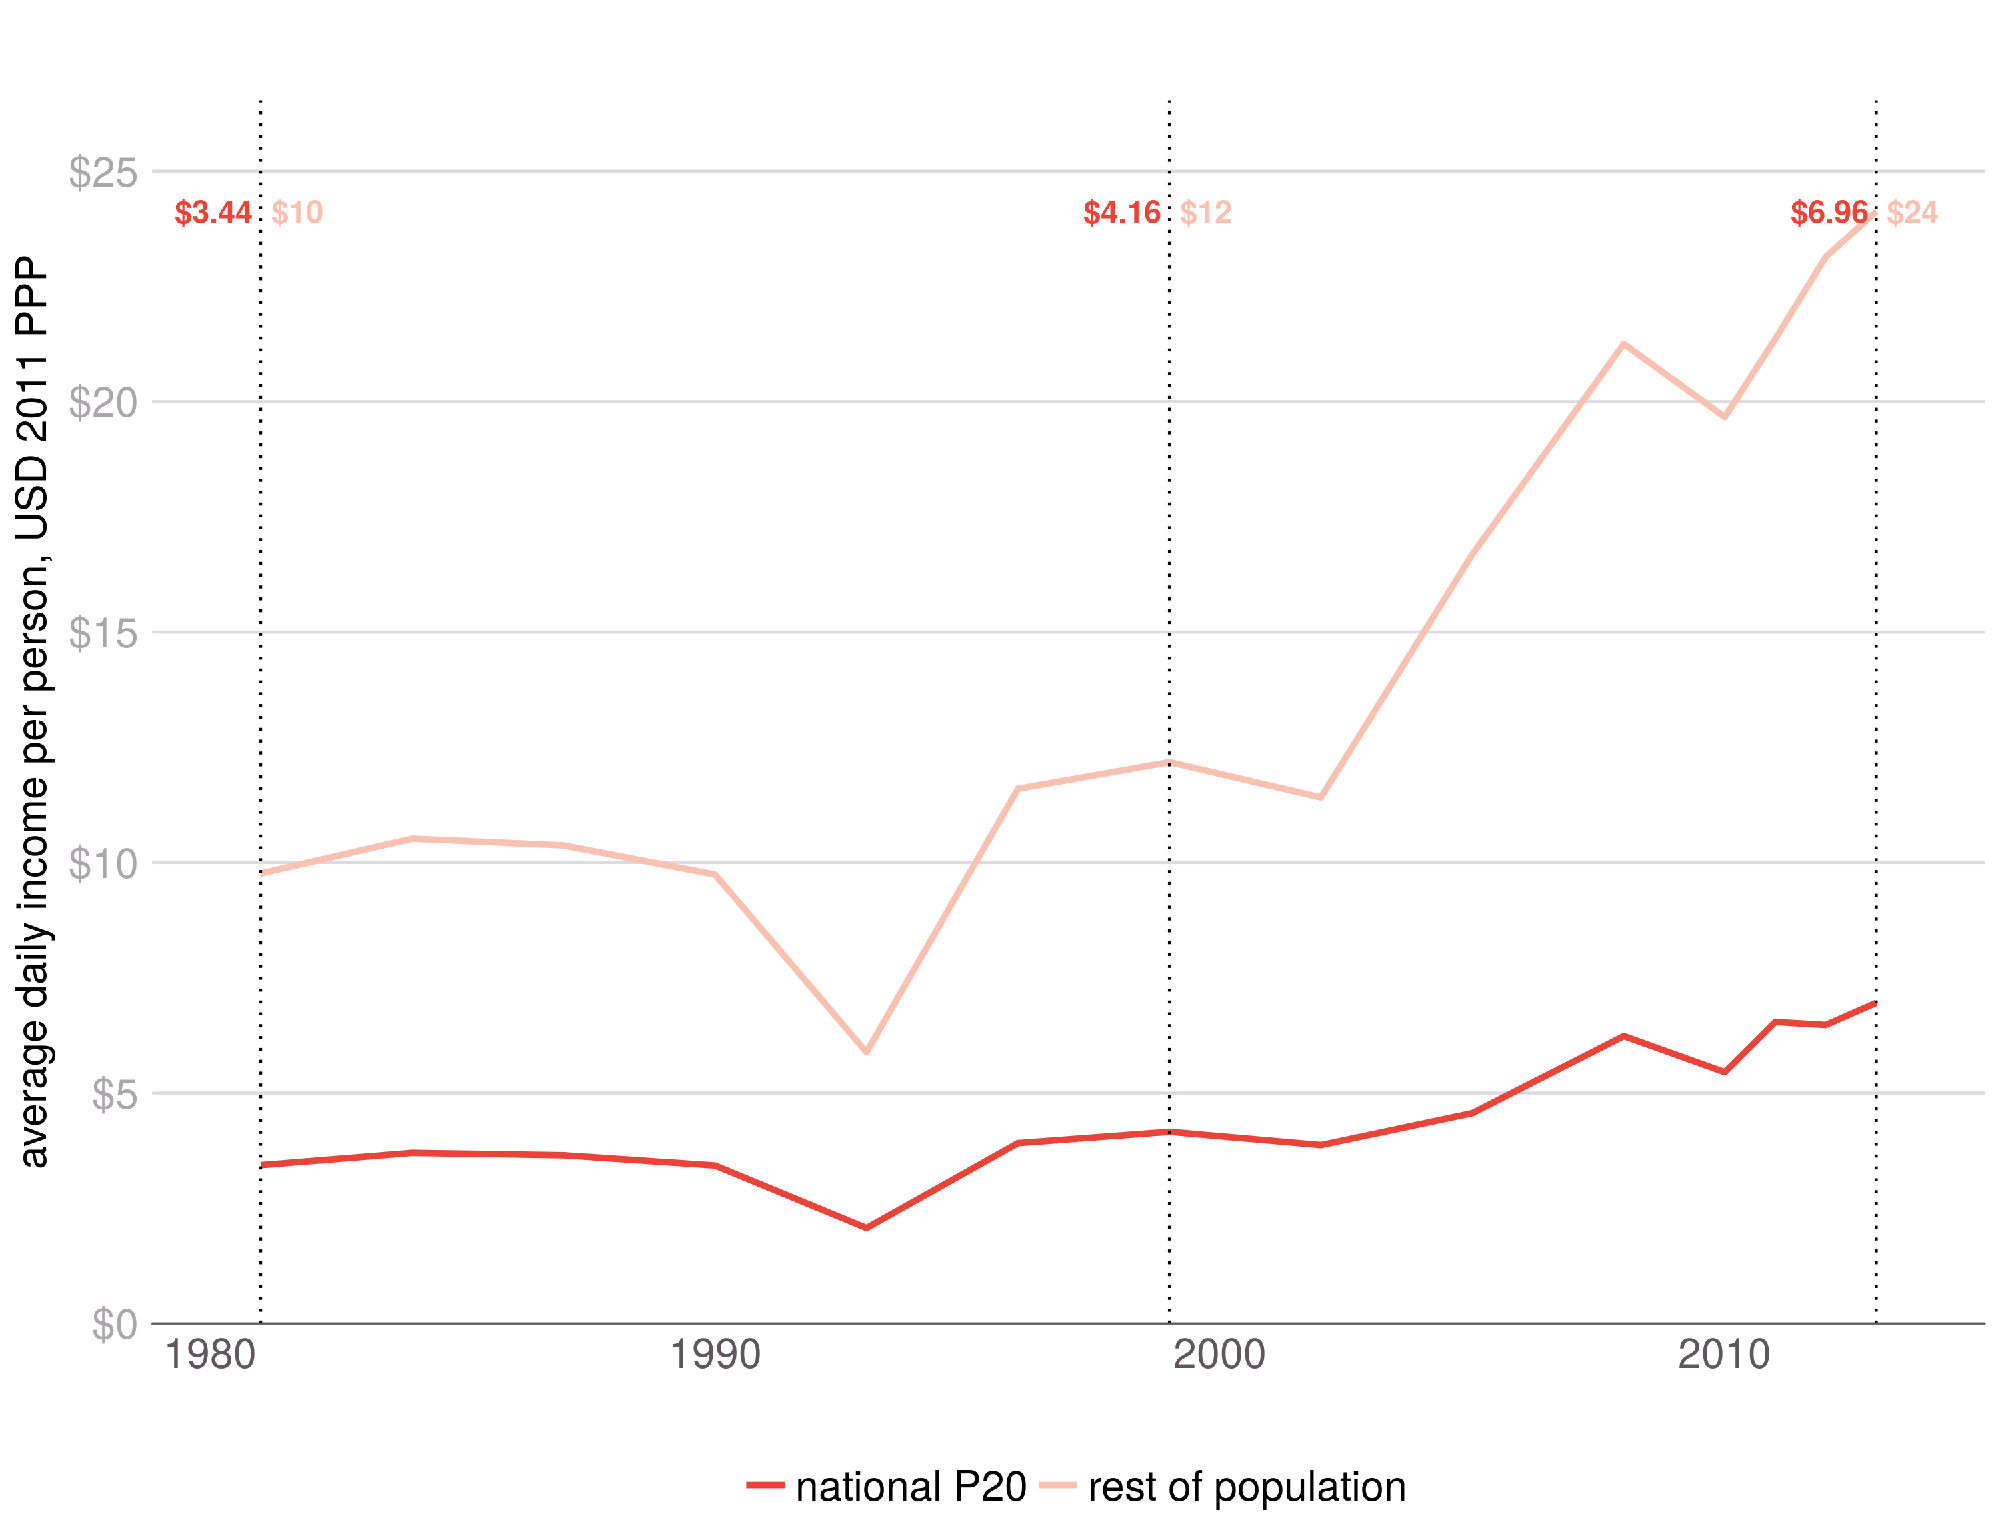 average daily income per person, USD 2011 PPP
$25
$3.44 $10 $4.16 $12 $6.96 $24
$20
$15
$10
$5
$0
1980 1990 2000 2010
national P20 rest of population